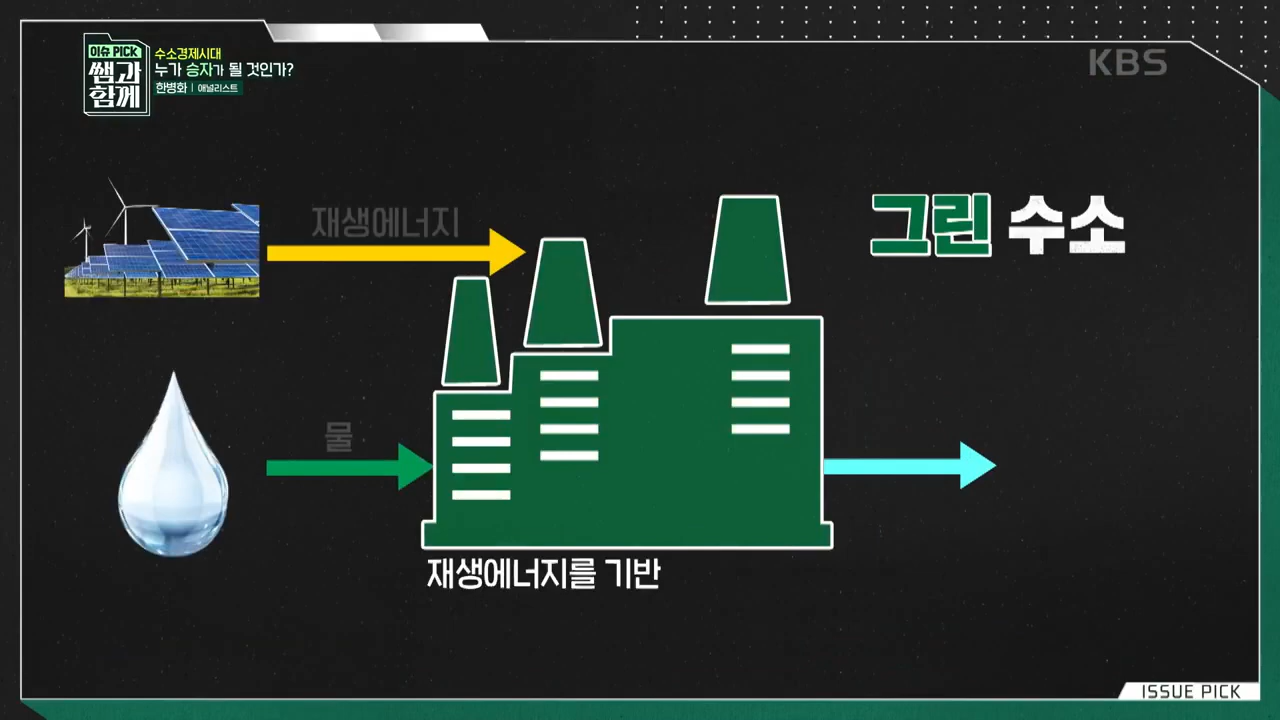 이슈 PICK
쌤과
함께
수소경제시대
누가 승자가 될 것인가?
한병화 | 애널리스트
KBS
재생에너지
그린 수소
물
재생에너지를 기반
ISSUE PICK